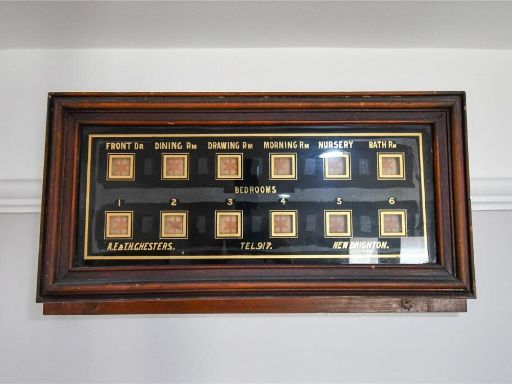 FRONT DR DINING RM DRAWING RM MORNING RM NURSERY BATH RM
BEDROOMS
1 2 3 4 5 6
A.E & T.H. CHESTERS. TEL. 917. NEW BRIGHTON.